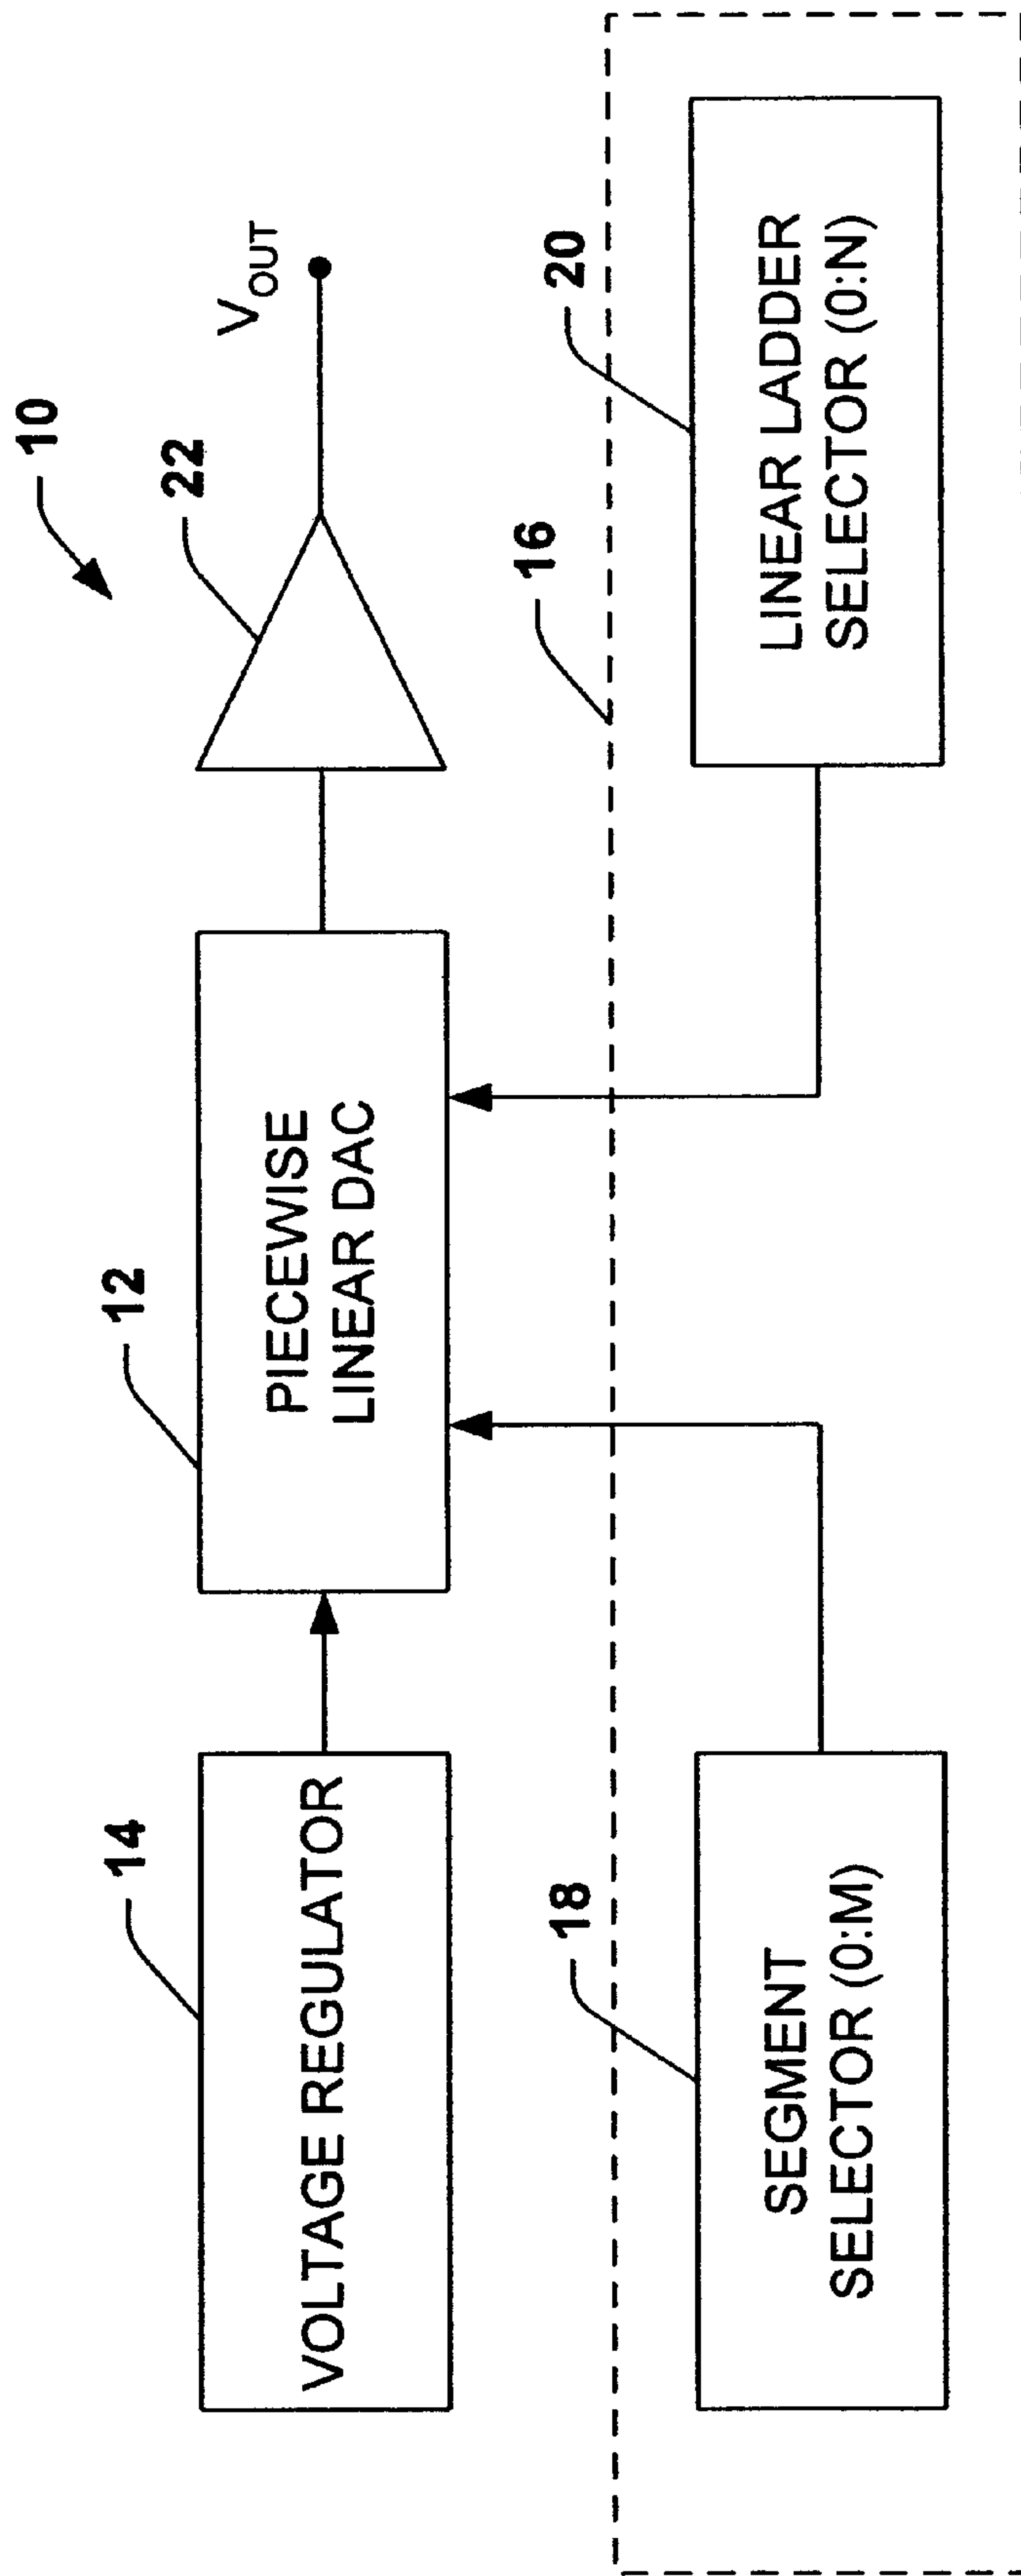 10
14
VOLTAGE REGULATOR
12
PIECEWISE
LINEAR DAC
22
V_OUT
16
18
SEGMENT
SELECTOR (0:M)
20
LINEAR LADDER
SELECTOR (0:N)